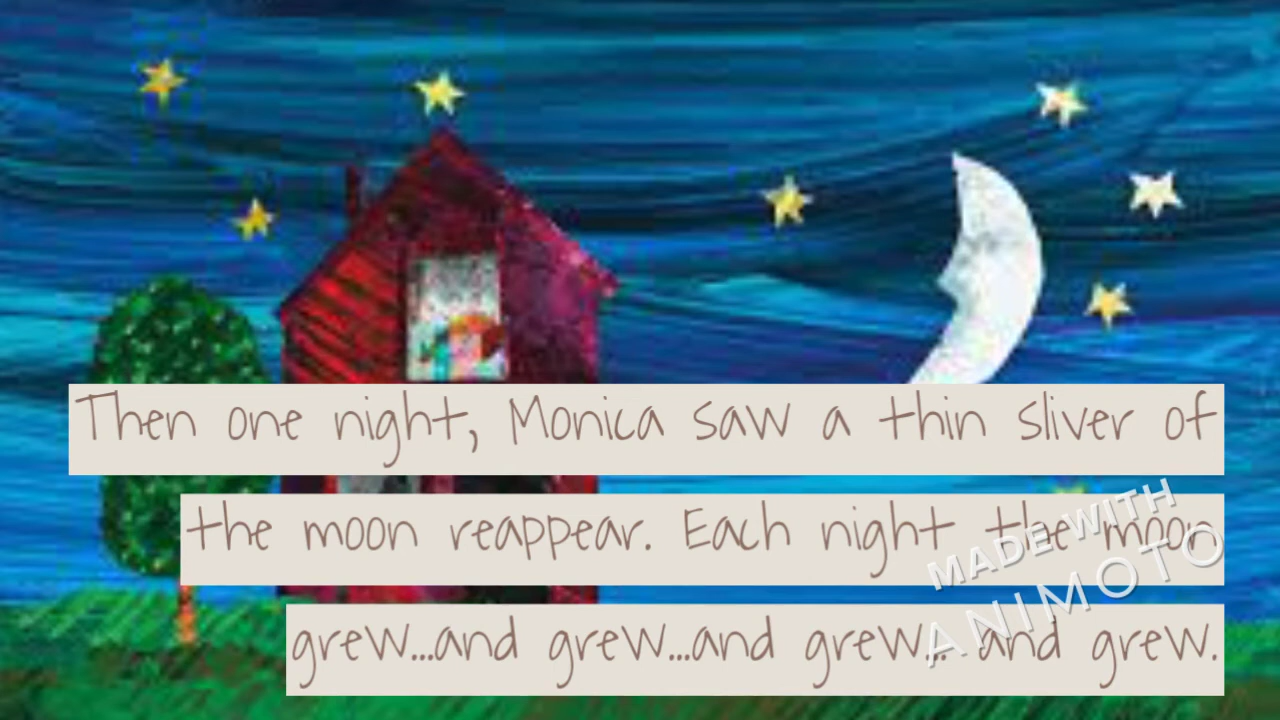 Then one night, Monica saw a thin sliver of
the moon reappear. Each night the moon
grew...and grew...and grew... and grew.
MADE WITH
ANIMOTO